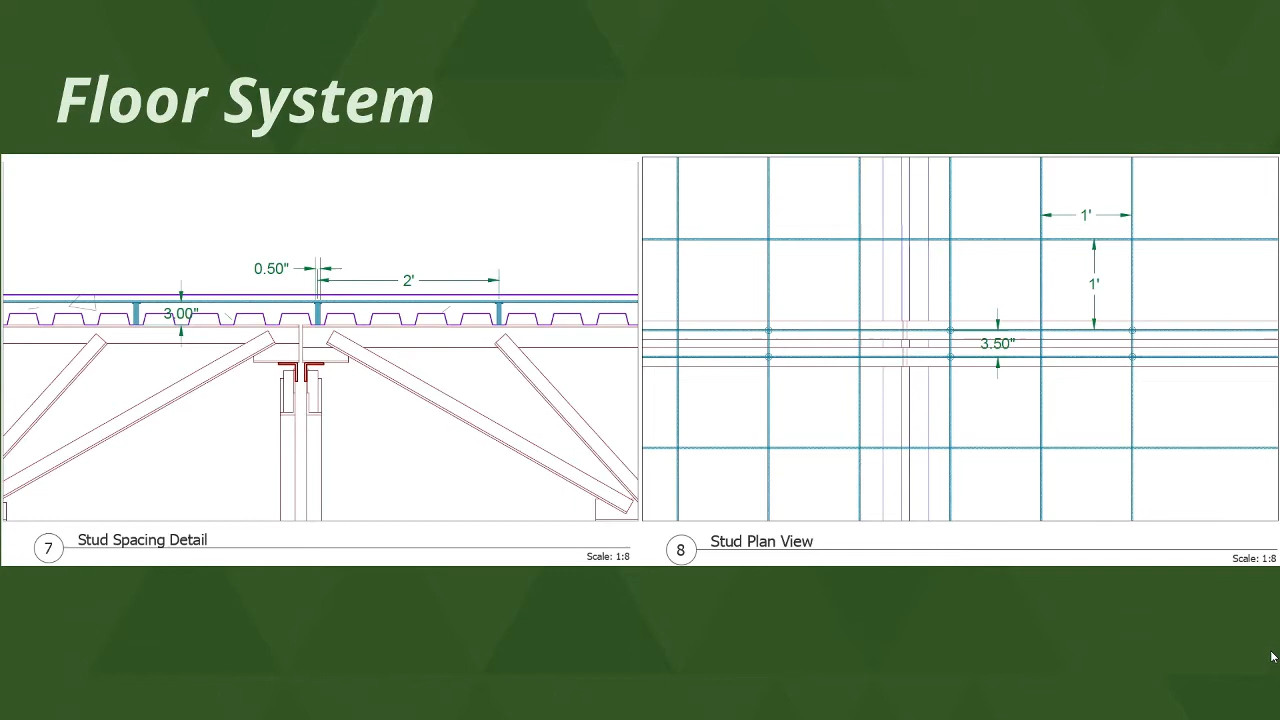 Floor System
0.50"
2'
3.00"
7
Stud Spacing Detail
Scale: 1:8
1'
1'
3.50"
8
Stud Plan View
Scale: 1:8